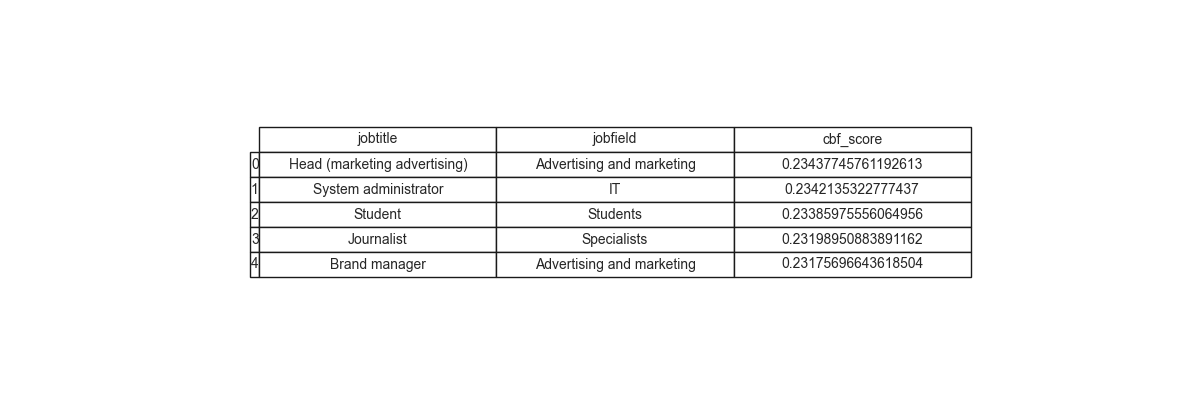 jobtitle jobfield cbf_score
0 Head (marketing advertising) Advertising and marketing 0.23437745761192613
1 System administrator IT 0.2342135322777437
2 Student Students 0.23385975556064956
3 Journalist Specialists 0.23198950883891162
4 Brand manager Advertising and marketing 0.23175696643618504